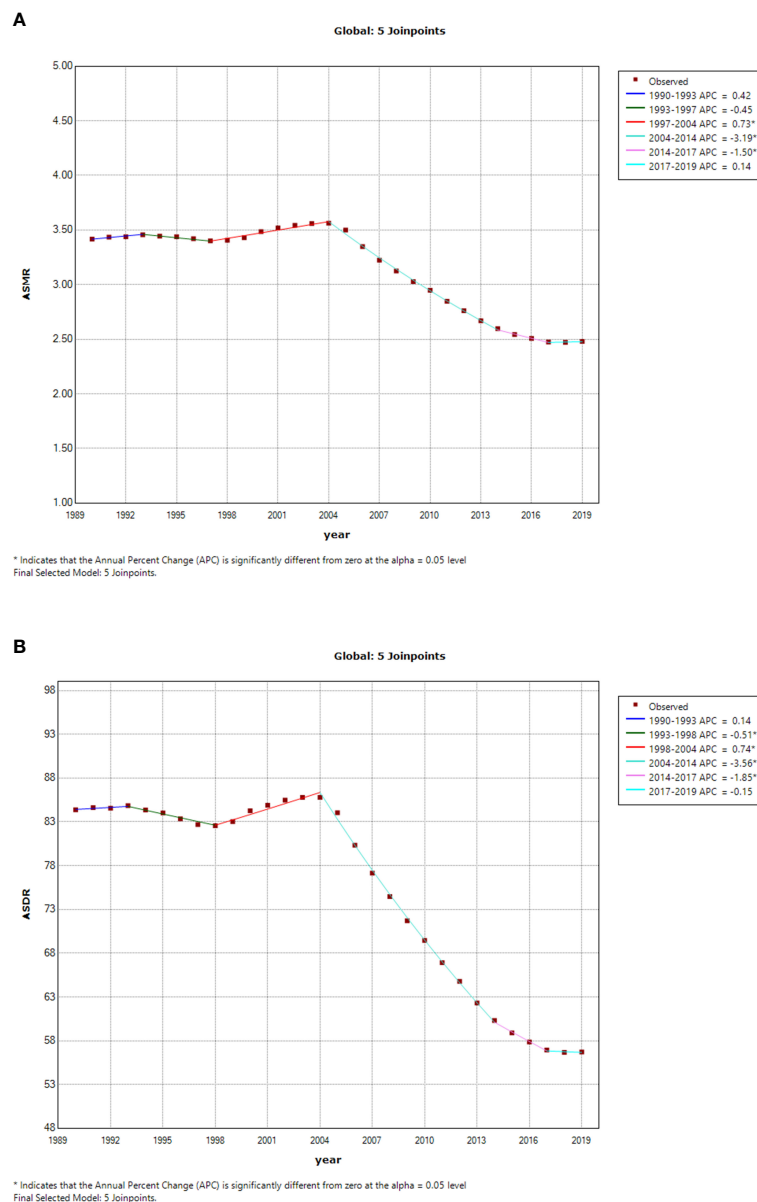 A
Global: 5 Joinpoints
5.00
4.50
4.00
3.50
3.00
2.50
2.00
1.50
1.00
ASMR
1989 1992 1995 1998 2001 2004 2007 2010 2013 2016 2019
year
Observed
1990-1993 APC = 0.42
1993-1997 APC = -0.45
1997-2004 APC = 0.73*
2004-2014 APC = -3.19*
2014-2017 APC = -1.50*
2017-2019 APC = 0.14
* Indicates that the Annual Percent Change (APC) is significantly different from zero at the alpha = 0.05 level
Final Selected Model: 5 Joinpoints.
B
Global: 5 Joinpoints
98
93
88
83
78
73
68
63
58
53
48
ASDR
1989 1992 1995 1998 2001 2004 2007 2010 2013 2016 2019
year
Observed
1990-1993 APC = 0.14
1993-1998 APC = -0.51*
1998-2004 APC = 0.74*
2004-2014 APC = -3.56*
2014-2017 APC = -1.85*
2017-2019 APC = -0.15
* Indicates that the Annual Percent Change (APC) is significantly different from zero at the alpha = 0.05 level
Final Selected Model: 5 Joinpoints.